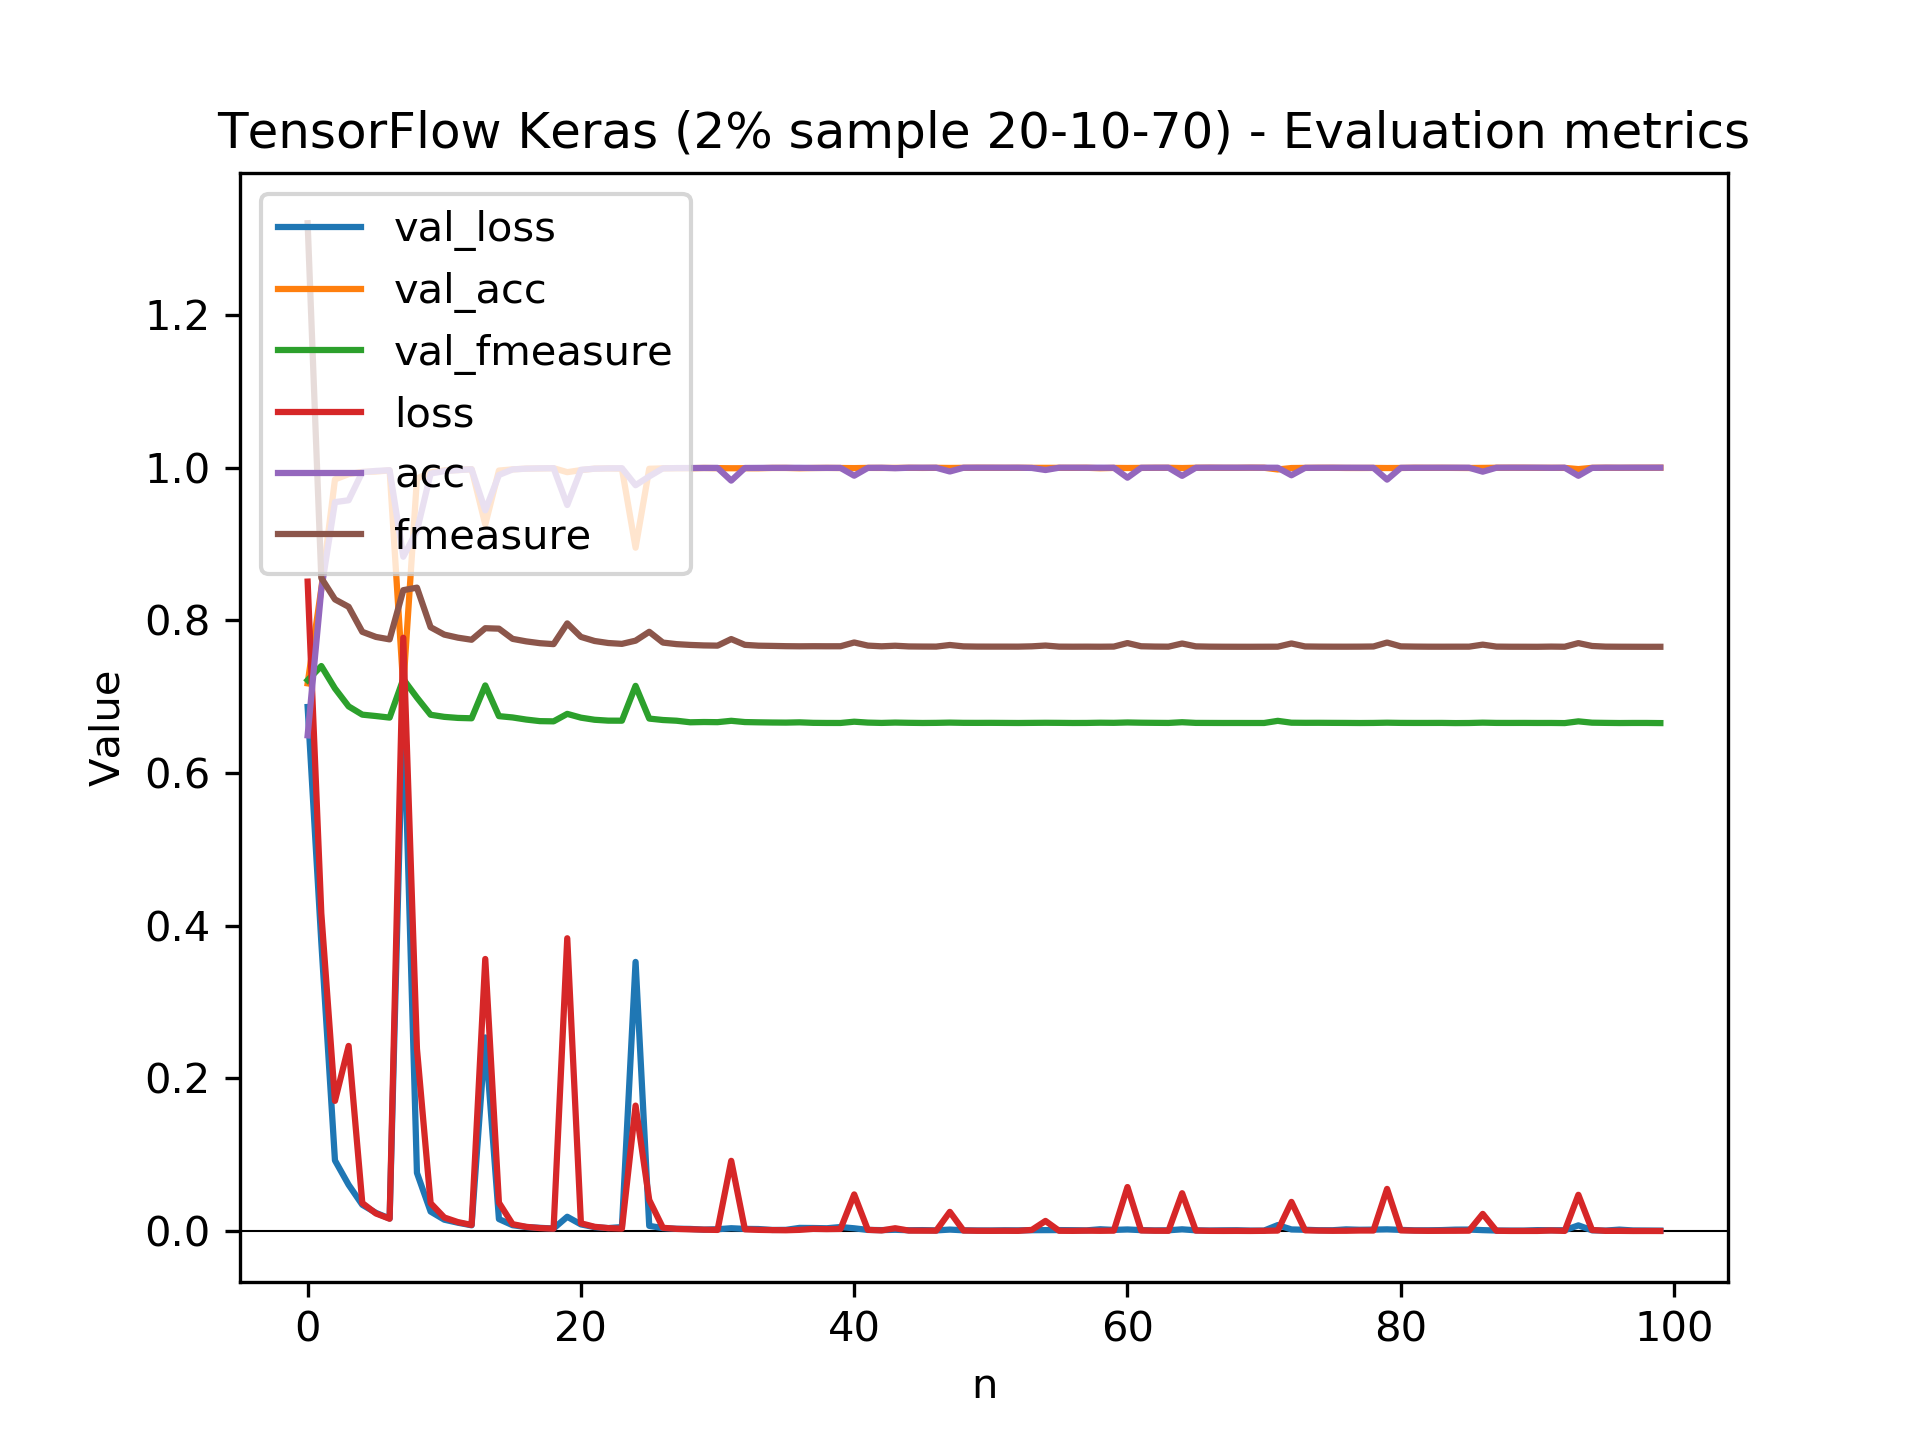 TensorFlow Keras (2% sample 20-10-70) - Evaluation metrics
val_loss
val_acc
val_fmeasure
loss
acc
fmeasure
1.2
1.0
0.8
0.6
0.4
0.2
0.0
Value
0 20 40 60 80 100
n